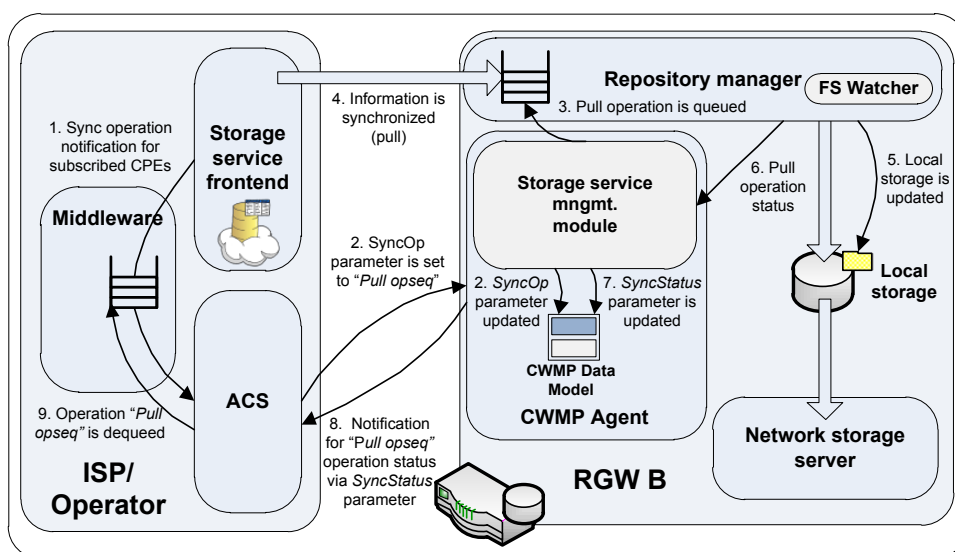 Repository manager
FS Watcher
3. Pull operation is queued
4. Information is
synchronized
(pull)
1. Sync operation
notification for
subscribed CPEs
Storage
service
frontend
Middleware
Storage service
mngmt.
module
6. Pull
operation
status
5. Local
storage is
updated
2. SyncOp
parameter is set
to “Pull opseq”)
2. SyncOp
parameter
updated
7. SyncStatus
parameter is
updated
Local
storage
CWMP Data
Model
CWMP Agent
ACS
9. Operation “Pull
opseq” is dequeed
8. Notification
for “Pull opseq”
operation status
via SyncStatus
parameter
Network storage
server
ISP/
Operator
RGW B